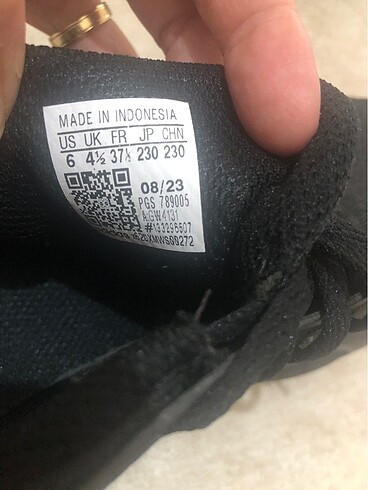 MADE IN INDONESIA
US UK FR JP CHN
6 4½ 37⅓ 230 230
08/23
PGS 789005
A:GW4131